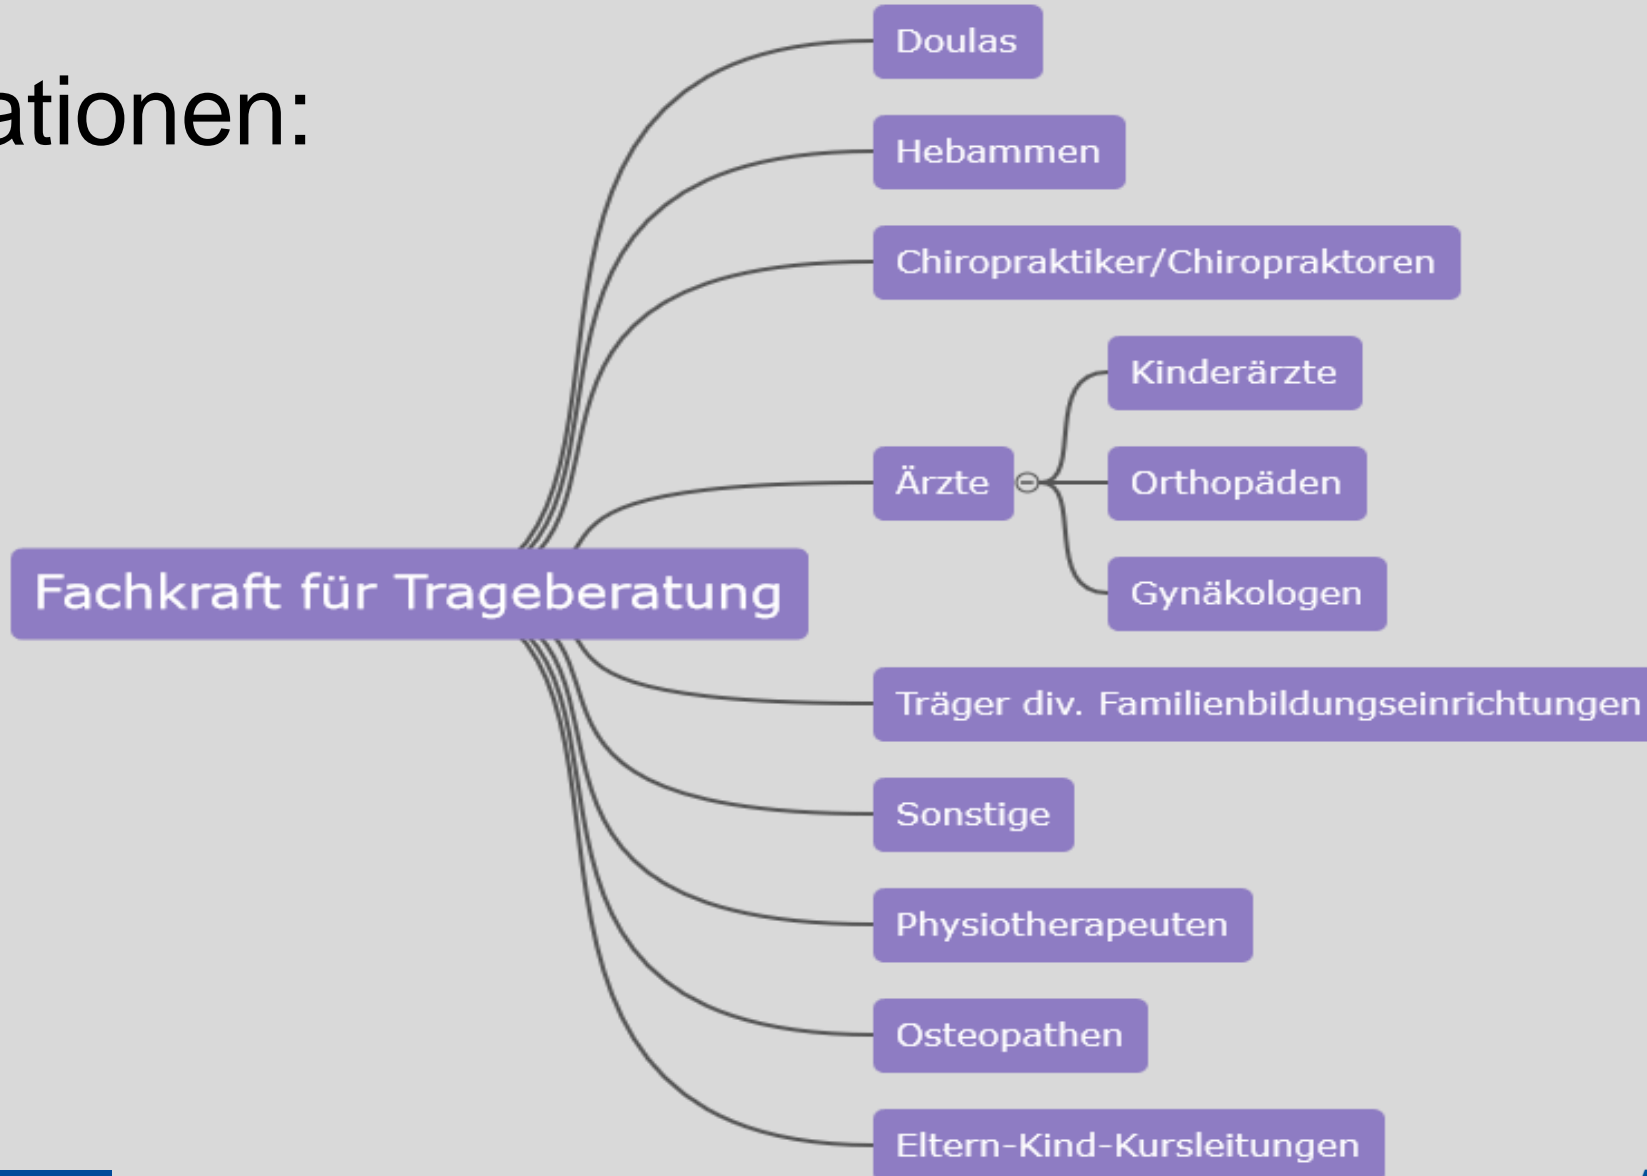 ationen:
Doulas
Hebammen
Chiropraktiker/Chiropraktoren
Kinderärzte
Ärzte
Orthopäden
Gynäkologen
Fachkraft für Trageberatung
Träger div. Familienbildungseinrichtungen
Sonstige
Physiotherapeuten
Osteopathen
Eltern-Kind-Kursleitungen